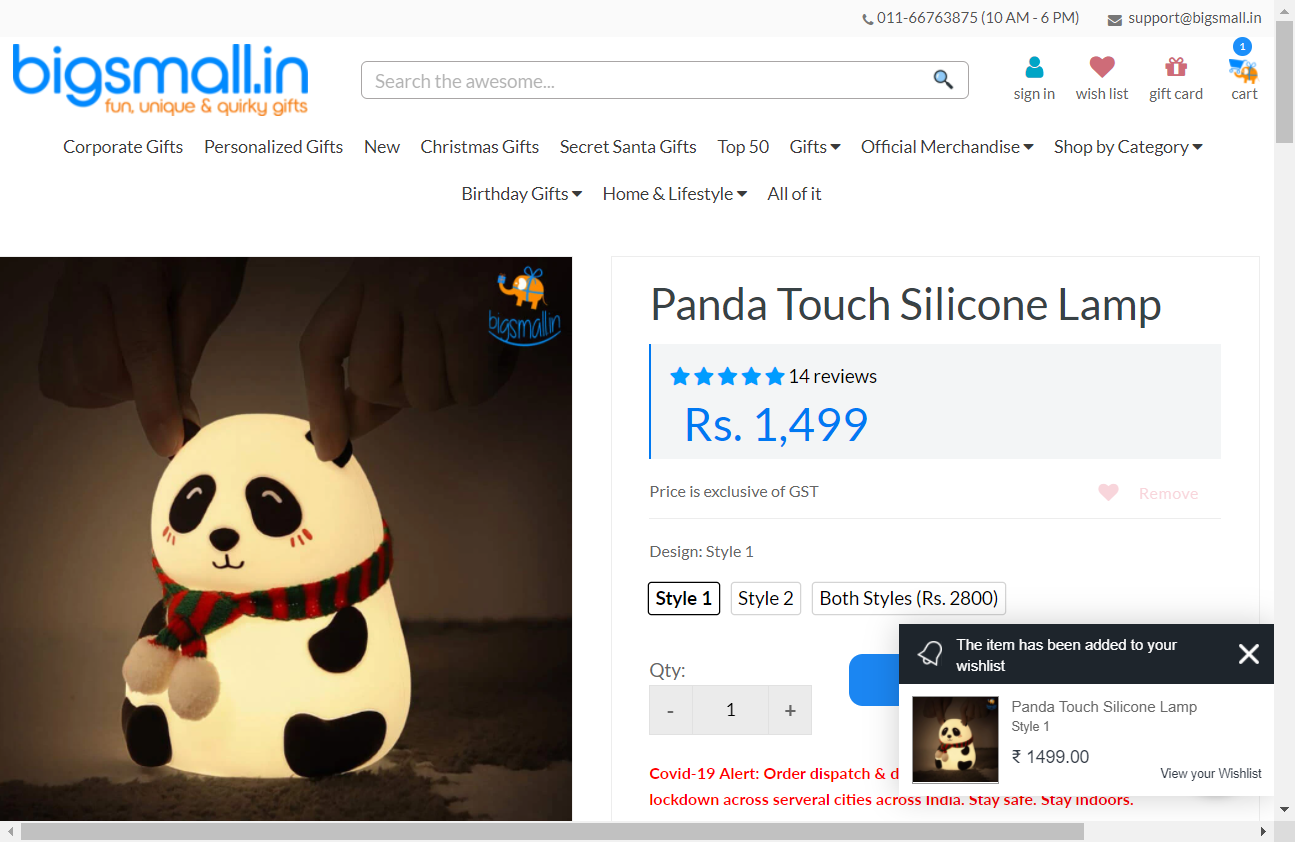 011-66763875 (10 AM - 6 PM) support@bigsmall.in
bigsmall.in
fun, unique & quirky gifts
Search the awesome...
sign in
wish list
gift card
1
cart
Corporate Gifts Personalized Gifts New Christmas Gifts Secret Santa Gifts Top 50 Gifts Official Merchandise Shop by Category
Birthday Gifts Home & Lifestyle All of it
bigsmall.in
Panda Touch Silicone Lamp
14 reviews
Rs. 1,499
Price is exclusive of GST
Remove
Design: Style 1
Style 1 Style 2 Both Styles (Rs. 2800)
Qty:
- 1 +
Covid-19 Alert: Order dispatch & d
lockdown across serveral cities across India. Stay safe. Stay indoors.
The item has been added to your
wishlist
Panda Touch Silicone Lamp
Style 1
₹ 1499.00
View your Wishlist